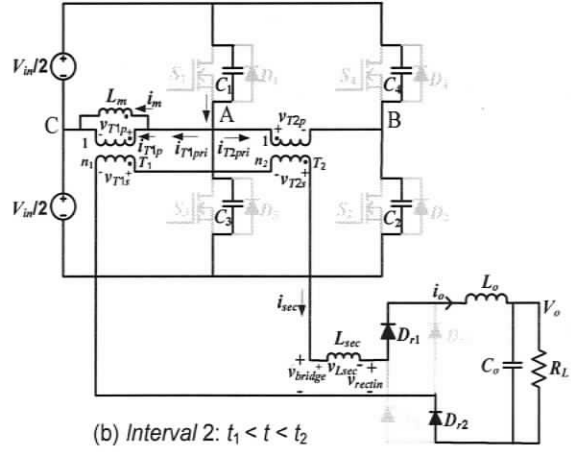 S₁
C₁
D₁
S₄
C₄
D₄
Vin/2
Lm
im
C
vT1p
A
vT2p
B
1
iT1p
iT1pri
iT2pri
1
n₁
T₁
n₂
T₂
vT1s
vT2s
Vin/2
S₃
C₃
D₃
S₂
C₂
D₂
isec
io
Lo
Vo
Lsec
Dr1
vbridge
vLsec
vrectin
Co
RL
Dr2
(b) Interval 2: t₁ < t < t₂